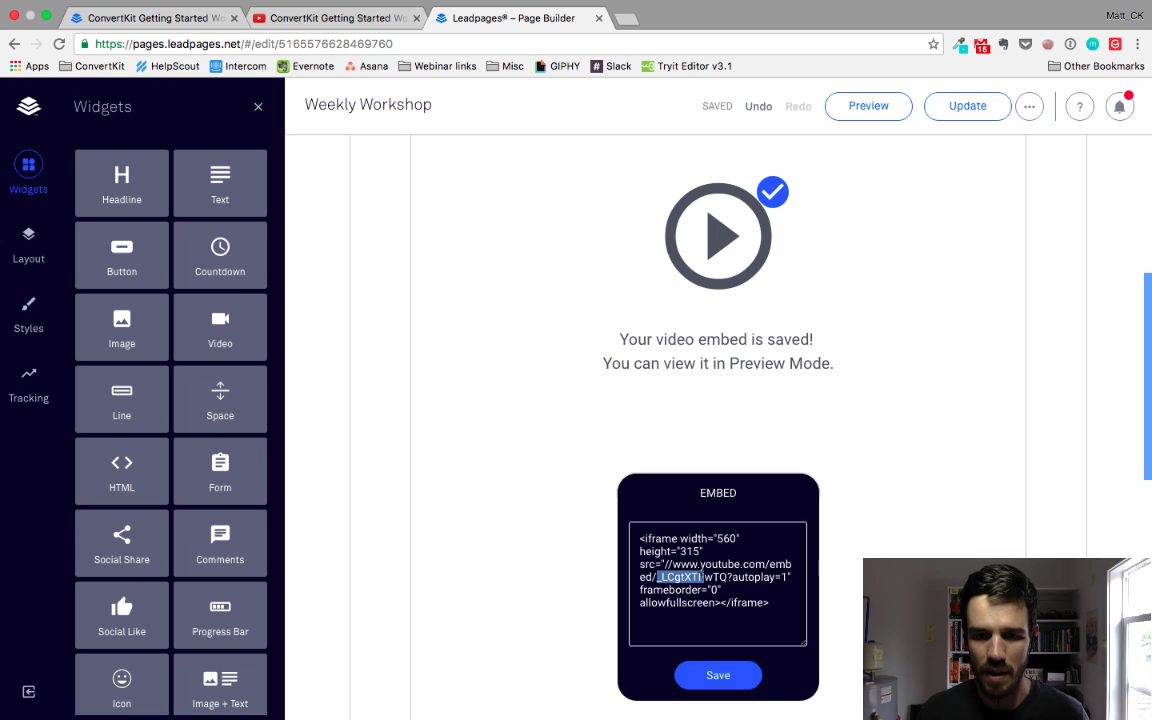 ConvertKit Getting Started Wo
ConvertKit Getting Started Wo
Leadpages® – Page Builder
Matt_CK
https://pages.leadpages.net/#/edit/5165576628469760
16
Apps
ConvertKit
HelpScout
Intercom
Evernote
Asana
Webinar links
Misc
GIPHY
Slack
Tryit Editor v3.1
Other Bookmarks
Widgets
Weekly Workshop
SAVED
Undo
Redo
Preview
Update
?
Widgets
Layout
Styles
Tracking
H
Headline
Text
Button
Countdown
Image
Video
Line
Space
HTML
Form
Social Share
Comments
Social Like
Progress Bar
Icon
Image + Text
Your video embed is saved!
You can view it in Preview Mode.
EMBED
<iframe width="560"
height="315"
src="//www.youtube.com/emb
ed/_LCgtXTLiwTQ?autoplay=1"
frameborder="0"
allowfullscreen></iframe>
Save